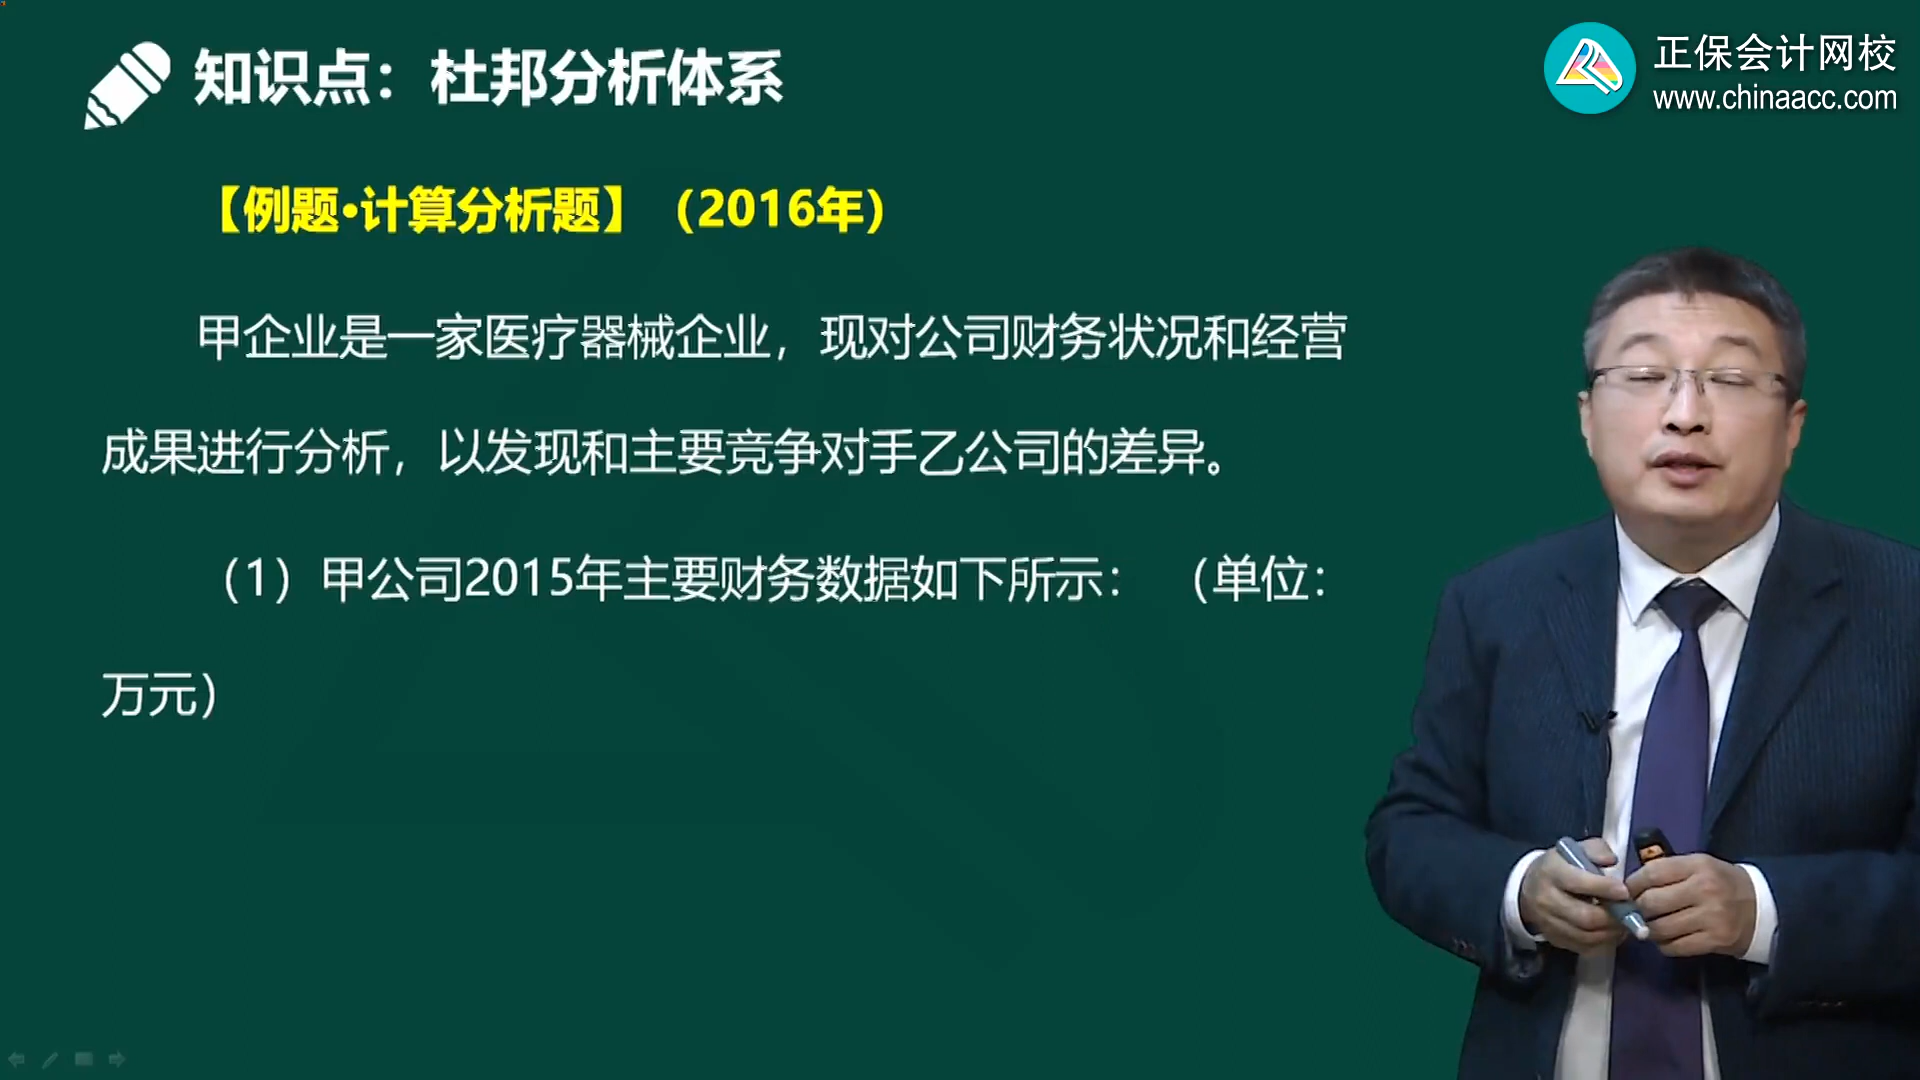 知识点：杜邦分析体系
正保会计网校
www.chinaacc.com
【例题·计算分析题】（2016年）
甲企业是一家医疗器械企业，现对公司财务状况和经营
成果进行分析，以发现和主要竞争对手乙公司的差异。
（1）甲公司2015年主要财务数据如下所示：（单位：
万元）